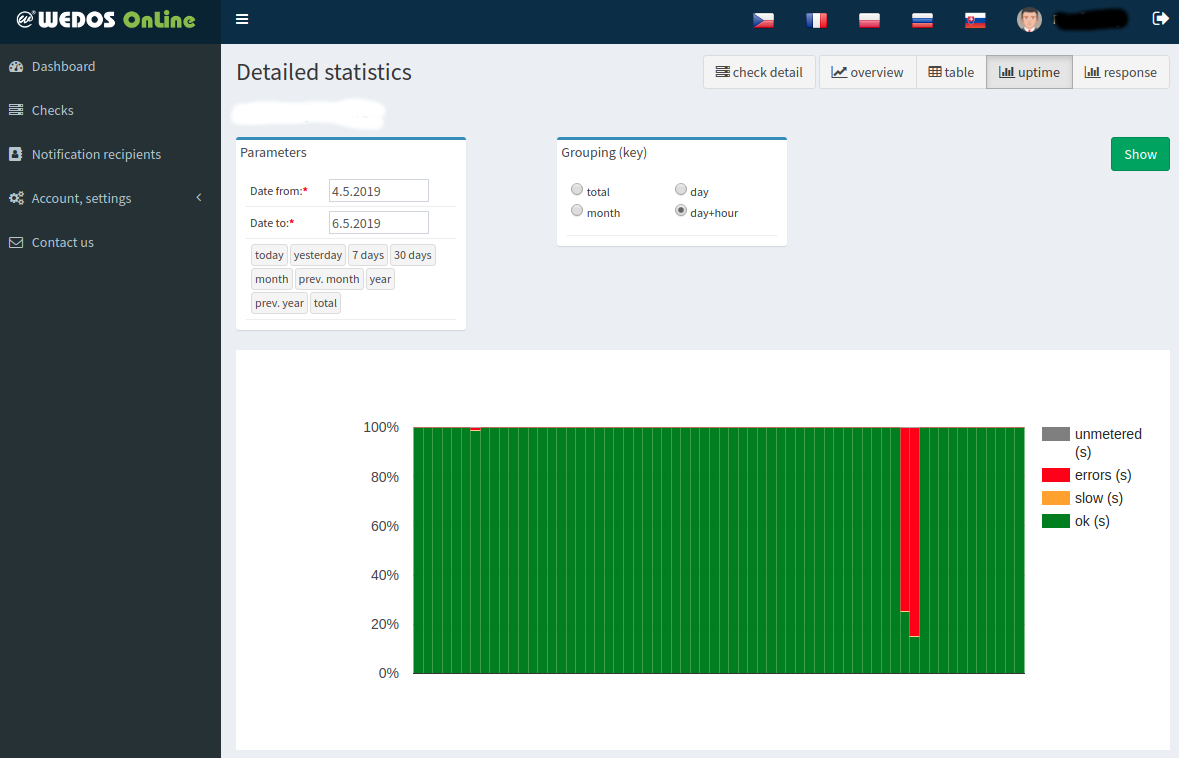 WEDOS OnLine
Dashboard
Checks
Notification recipients
Account, settings
Contact us
Detailed statistics
check detail
overview
table
uptime
response
Parameters
Date from:* 4.5.2019
Date to:* 6.5.2019
today yesterday 7 days 30 days
month prev. month year
prev. year total
Grouping (key)
total day
month day+hour
Show
100%
80%
60%
40%
20%
0%
unmetered
(s)
errors (s)
slow (s)
ok (s)